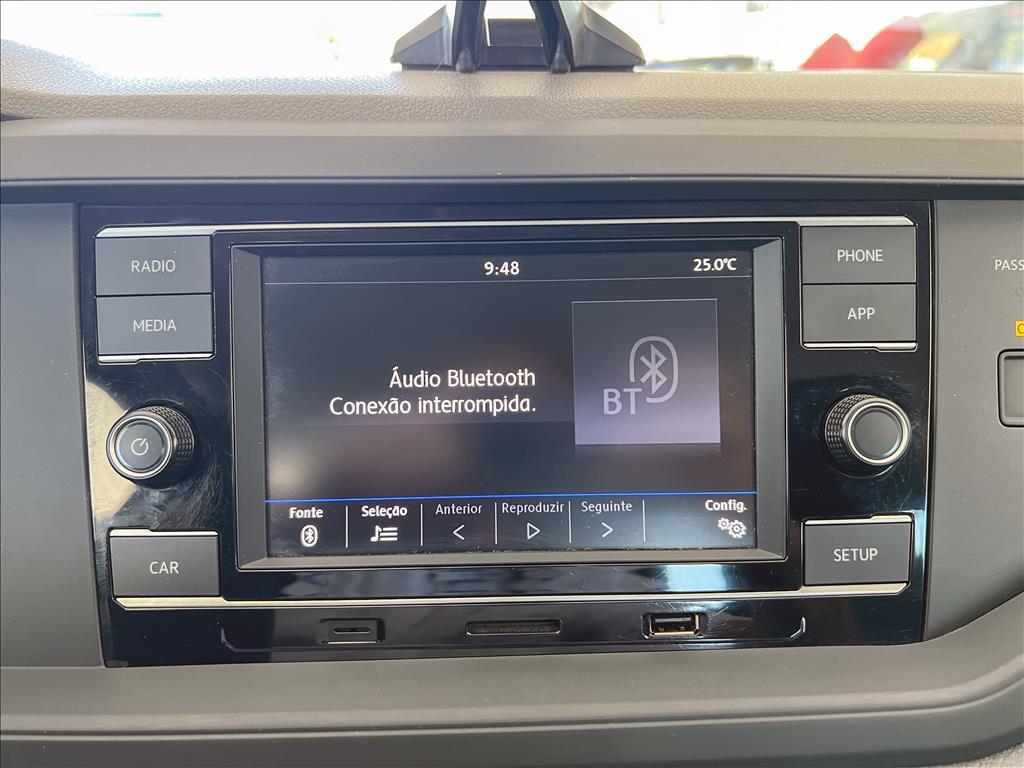 PASS
RADIO
MEDIA
9:48
25.0°C
PHONE
APP
Áudio Bluetooth
Conexão interrompida.
BT
Fonte
Seleção
Anterior
Reproduzir
Seguinte
Config.
CAR
SETUP